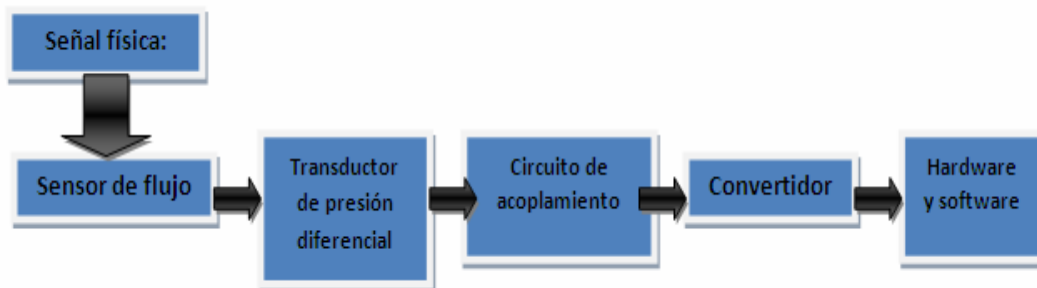 Señal física:
Sensor de flujo
Transductor
de presión
diferencial
Circuito de
acoplamiento
Convertidor
Hardware
y software